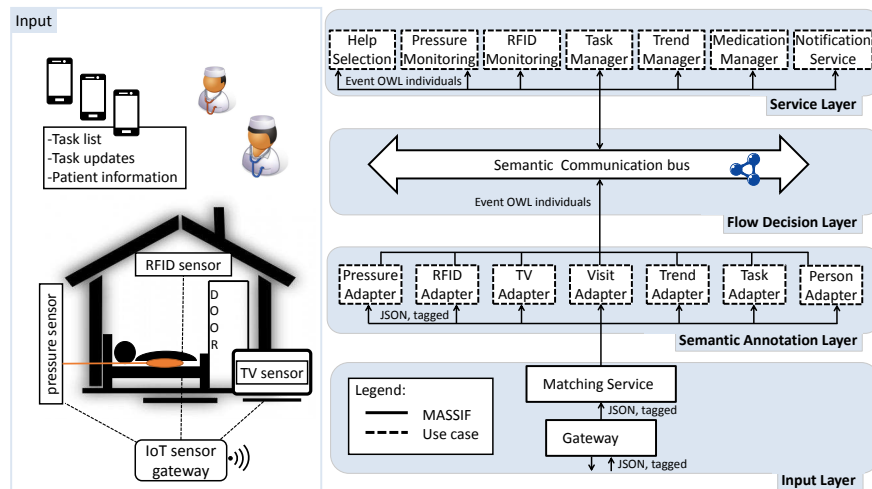 Input
-Task list
-Task updates
-Patient information
RFID sensor
pressure sensor
DOOR
TV sensor
IoT sensor
gateway
Help
Selection
Pressure
Monitoring
RFID
Monitoring
Task
Manager
Trend
Manager
Medication
Manager
Notification
Service
Event OWL individuals
Service Layer
Semantic Communication bus
Event OWL individuals
Flow Decision Layer
Pressure
Adapter
RFID
Adapter
TV
Adapter
Visit
Adapter
Trend
Adapter
Task
Adapter
Person
Adapter
JSON, tagged
Semantic Annotation Layer
Legend:
MASSIF
Use case
Matching Service
JSON, tagged
Gateway
JSON, tagged
Input Layer